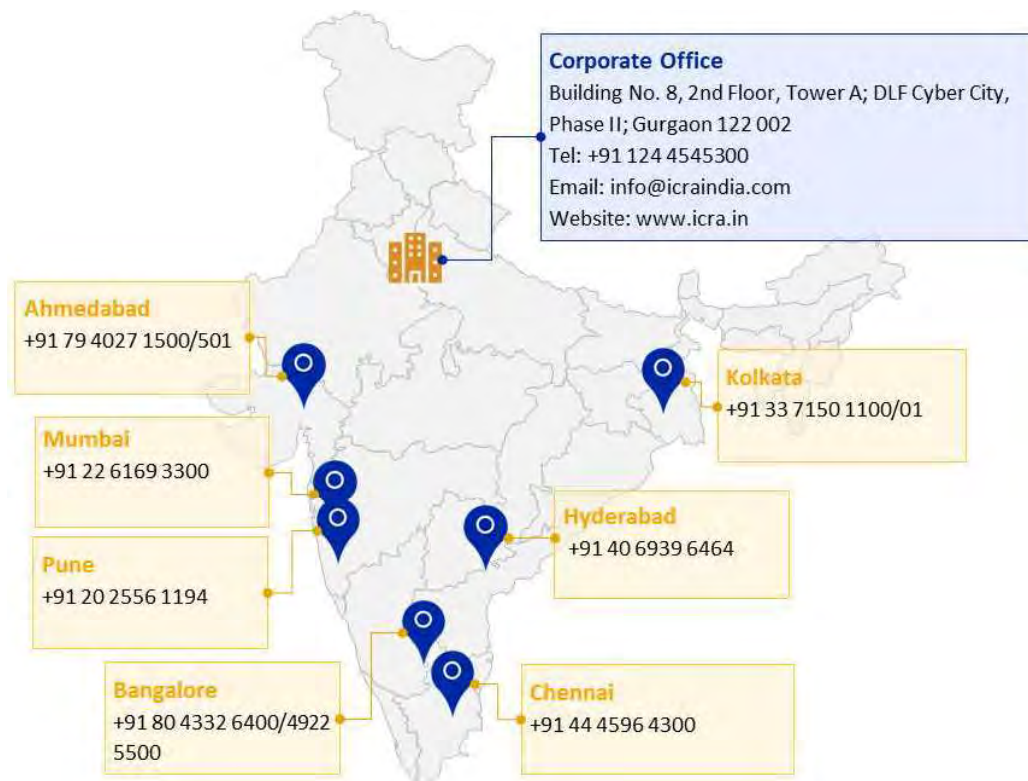 Corporate Office
Building No. 8, 2nd Floor, Tower A; DLF Cyber City,
Phase II; Gurgaon 122 002
Tel: +91 124 4545300
Email: info@icraindia.com
Website: www.icra.in
Ahmedabad
+91 79 4027 1500/501
Kolkata
+91 33 7150 1100/01
Mumbai
+91 22 6169 3300
Hyderabad
+91 40 6939 6464
Pune
+91 20 2556 1194
Bangalore
+91 80 4332 6400/4922
5500
Chennai
+91 44 4596 4300